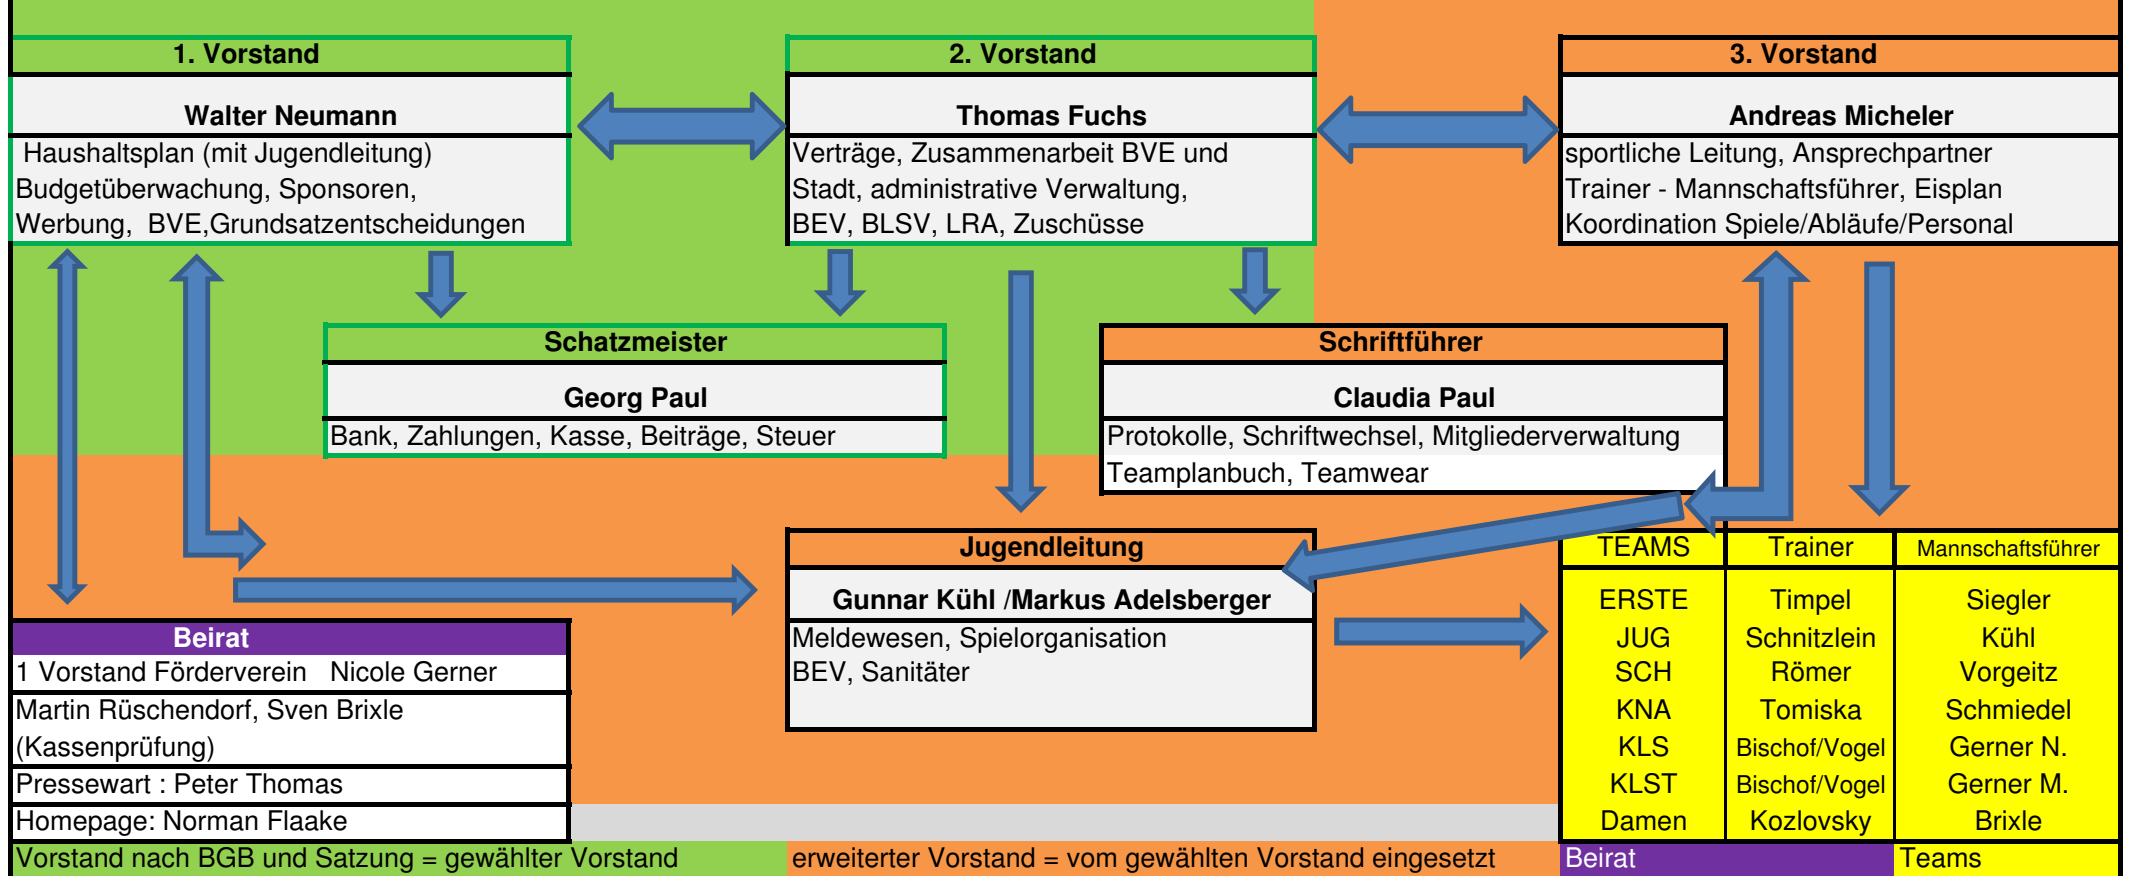 1. Vorstand
Walter Neumann
Haushaltsplan (mit Jugendleitung)
Budgetüberwachung, Sponsoren,
Werbung, BVE,Grundsatzentscheidungen
2. Vorstand
Thomas Fuchs
Verträge, Zusammenarbeit BVE und
Stadt, administrative Verwaltung,
BEV, BLSV, LRA, Zuschüsse
3. Vorstand
Andreas Micheler
sportliche Leitung, Ansprechpartner
Trainer - Mannschaftsführer, Eisplan
Koordination Spiele/Abläufe/Personal
Schatzmeister
Georg Paul
Bank, Zahlungen, Kasse, Beiträge, Steuer
Schriftführer
Claudia Paul
Protokolle, Schriftwechsel, Mitgliederverwaltung
Teamplanbuch, Teamwear
Jugendleitung
Gunnar Kühl /Markus Adelsberger
Meldewesen, Spielorganisation
BEV, Sanitäter
TEAMS Trainer Mannschaftsführer
ERSTE Timpel Siegler
JUG Schnitzlein Kühl
SCH Römer Vorgeitz
KNA Tomiska Schmiedel
KLS Bischof/Vogel Gerner N.
KLST Bischof/Vogel Gerner M.
Damen Kozlovsky Brixle
Beirat
1 Vorstand Förderverein Nicole Gerner
Martin Rüschendorf, Sven Brixle
(Kassenprüfung)
Pressewart : Peter Thomas
Homepage: Norman Flaake
Vorstand nach BGB und Satzung = gewählter Vorstand
erweiterter Vorstand = vom gewählten Vorstand eingesetzt
Beirat
Teams